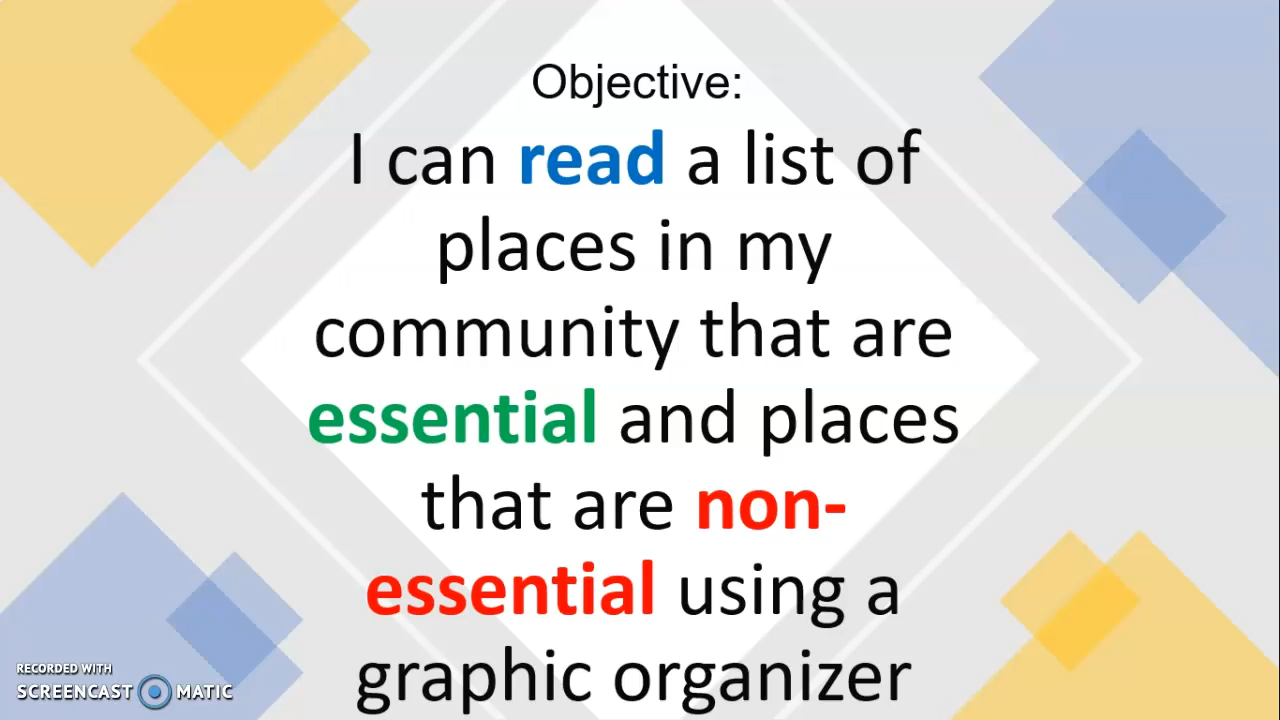 Objective:
I can read a list of
places in my
community that are
essential and places
that are non-
essential using a
graphic organizer
RECORDED WITH
SCREENCAST MATIC